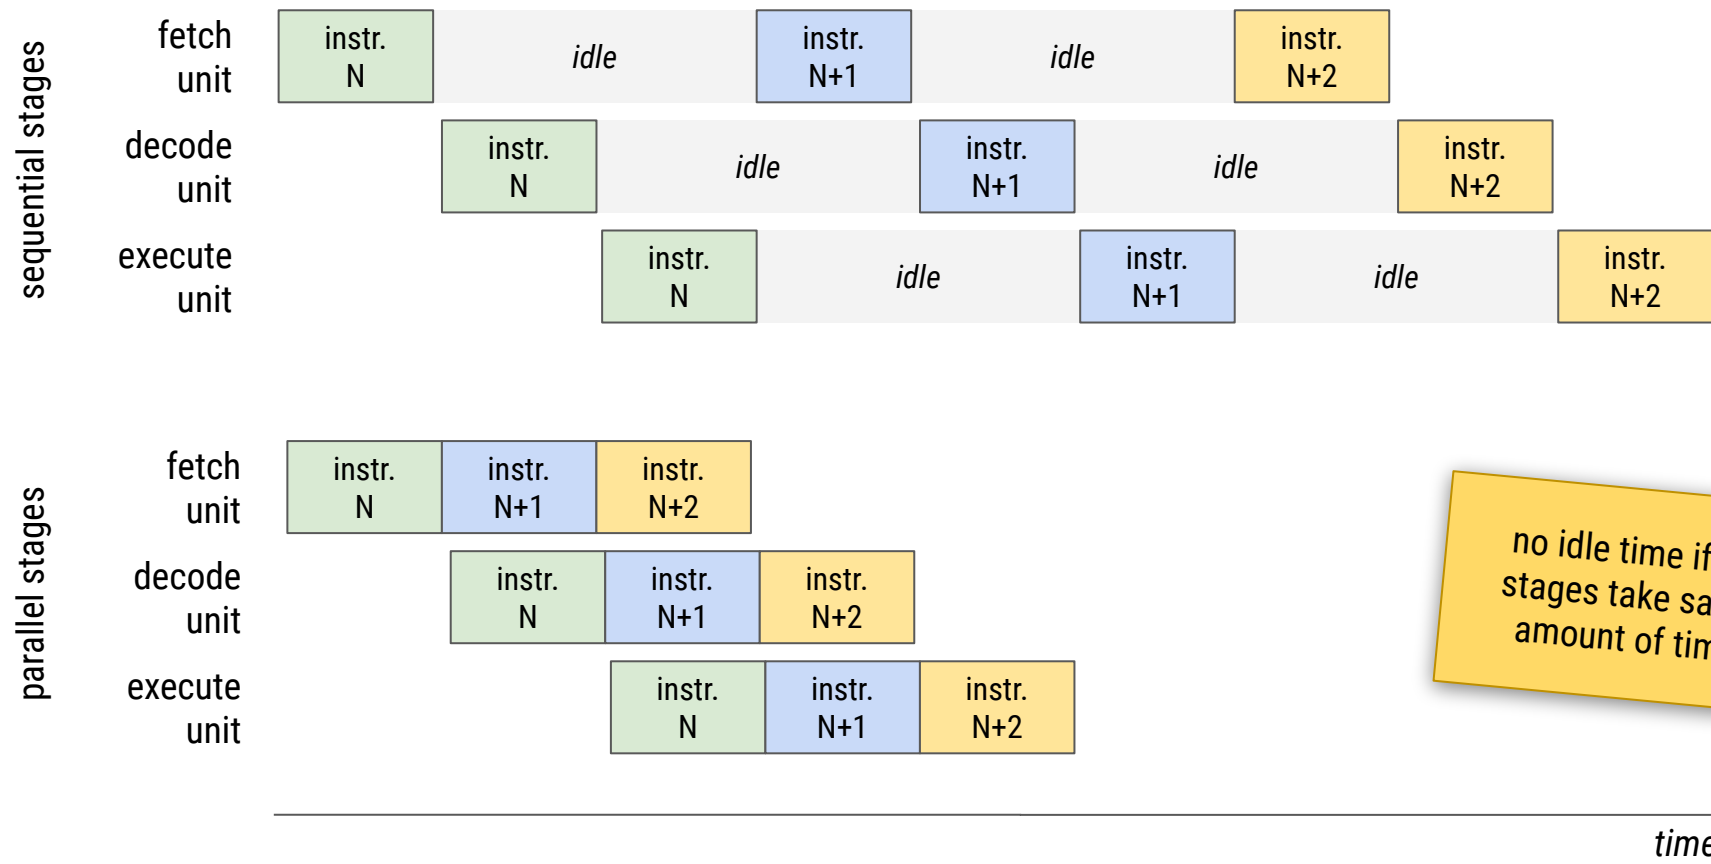 sequential stages
fetch
unit
instr.
N
idle
instr.
N+1
idle
instr.
N+2
decode
unit
instr.
N
idle
instr.
N+1
idle
instr.
N+2
execute
unit
instr.
N
idle
instr.
N+1
idle
instr.
N+2
parallel stages
fetch
unit
instr.
N
instr.
N+1
instr.
N+2
decode
unit
instr.
N
instr.
N+1
instr.
N+2
execute
unit
instr.
N
instr.
N+1
instr.
N+2
no idle time if
stages take
amount of
time